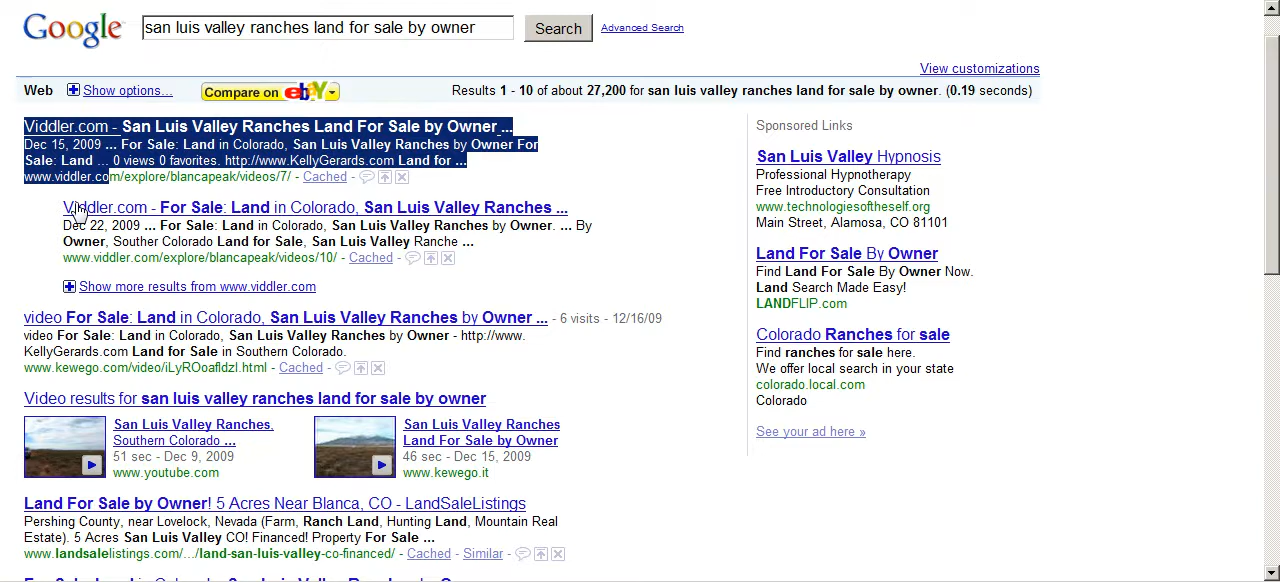 Google san luis valley ranches land for sale by owner Search Advanced Search
View customizations
Web Show options... Compare on ebY Results 1 - 10 of about 27,200 for san luis valley ranches land for sale by owner. (0.19 seconds)
Viddler.com - San Luis Valley Ranches Land For Sale by Owner ...
Dec 15, 2009 ... For Sale: Land in Colorado, San Luis Valley Ranches by Owner For
Sale: Land ... 0 views 0 favorites. http://www.KellyGerards.com Land for ...
www.viddler.com/explore/blancapeak/videos/7/ - Cached -
Viddler.com - For Sale: Land in Colorado, San Luis Valley Ranches ...
Dec 22, 2009 ... For Sale: Land in Colorado, San Luis Valley Ranches by Owner. ... By
Owner, Souther Colorado Land for Sale, San Luis Valley Ranche ...
www.viddler.com/explore/blancapeak/videos/10/ - Cached -
Show more results from www.viddler.com
video For Sale: Land in Colorado, San Luis Valley Ranches by Owner ... - 6 visits - 12/16/09
video For Sale: Land in Colorado, San Luis Valley Ranches by Owner - http://www.
KellyGerards.com Land for Sale in Southern Colorado.
www.kewego.com/video/iLyROoafIdzI.html - Cached -
Video results for san luis valley ranches land for sale by owner
San Luis Valley Ranches,
Southern Colorado ...
51 sec - Dec 9, 2009
www.youtube.com
San Luis Valley Ranches
Land For Sale by Owner
46 sec - Dec 15, 2009
www.kewego.it
Land For Sale by Owner! 5 Acres Near Blanca, CO - LandSaleListings
Pershing County, near Lovelock, Nevada (Farm, Ranch Land, Hunting Land, Mountain Real
Estate). 5 Acres San Luis Valley CO! Financed! Property For Sale ...
www.landsalelistings.com/.../land-san-luis-valley-co-financed/ - Cached - Similar -
Sponsored Links
San Luis Valley Hypnosis
Professional Hypnotherapy
Free Introductory Consultation
www.technologiesoftheself.org
Main Street, Alamosa, CO 81101
Land For Sale By Owner
Find Land For Sale By Owner Now.
Land Search Made Easy!
LANDFLIP.com
Colorado Ranches for sale
Find ranches for sale here.
We offer local search in your state
colorado.local.com
Colorado
See your ad here »